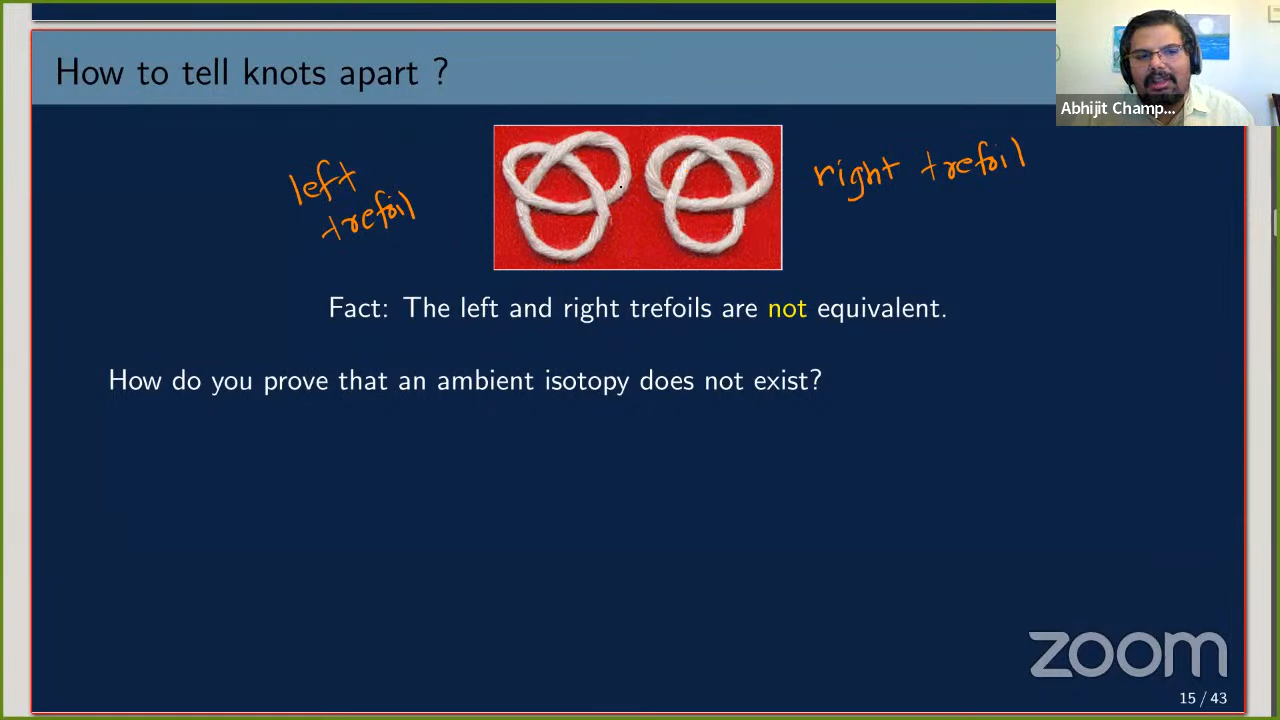 How to tell knots apart ?
Abhijit Champ...
left
trefoil
right trefoil
Fact: The left and right trefoils are not equivalent.
How do you prove that an ambient isotopy does not exist?
zoom
15 / 43